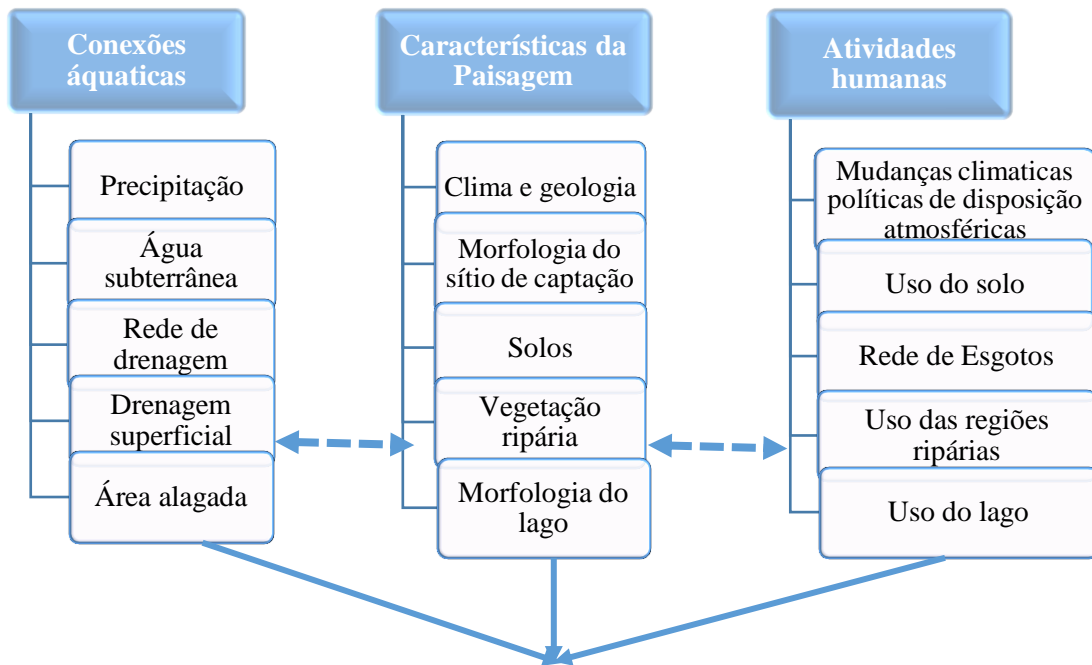 Conexões
áquaticas
Precipitação
Água
subterrânea
Rede de
drenagem
Drenagem
superficial
Área alagada
Características da
Paisagem
Clima e geologia
Morfologia do
sítio de captação
Solos
Vegetação
ripária
Morfologia do
lago
Atividades
humanas
Mudanças climaticas
políticas de disposição
atmosféricas
Uso do solo
Rede de Esgotos
Uso das regiões
ripárias
Uso do lago